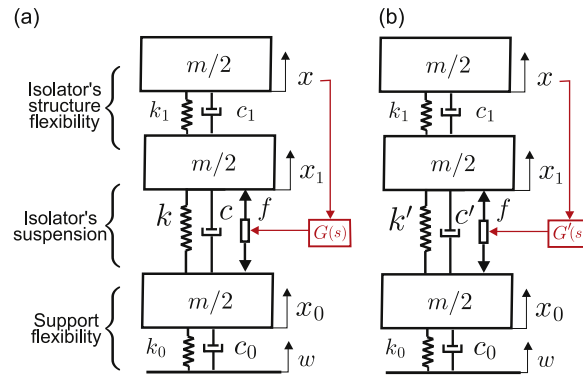 (a)
(b)
Isolator's
structure
flexibility
Isolator's
suspension
Support
flexibility
m/2
x
k₁
c₁
m/2
x₁
k
c
f
G(s)
m/2
x₀
k₀
c₀
w
m/2
x
k₁
c₁
m/2
x₁
k′
c′
f
G′(s)
m/2
x₀
k₀
c₀
w